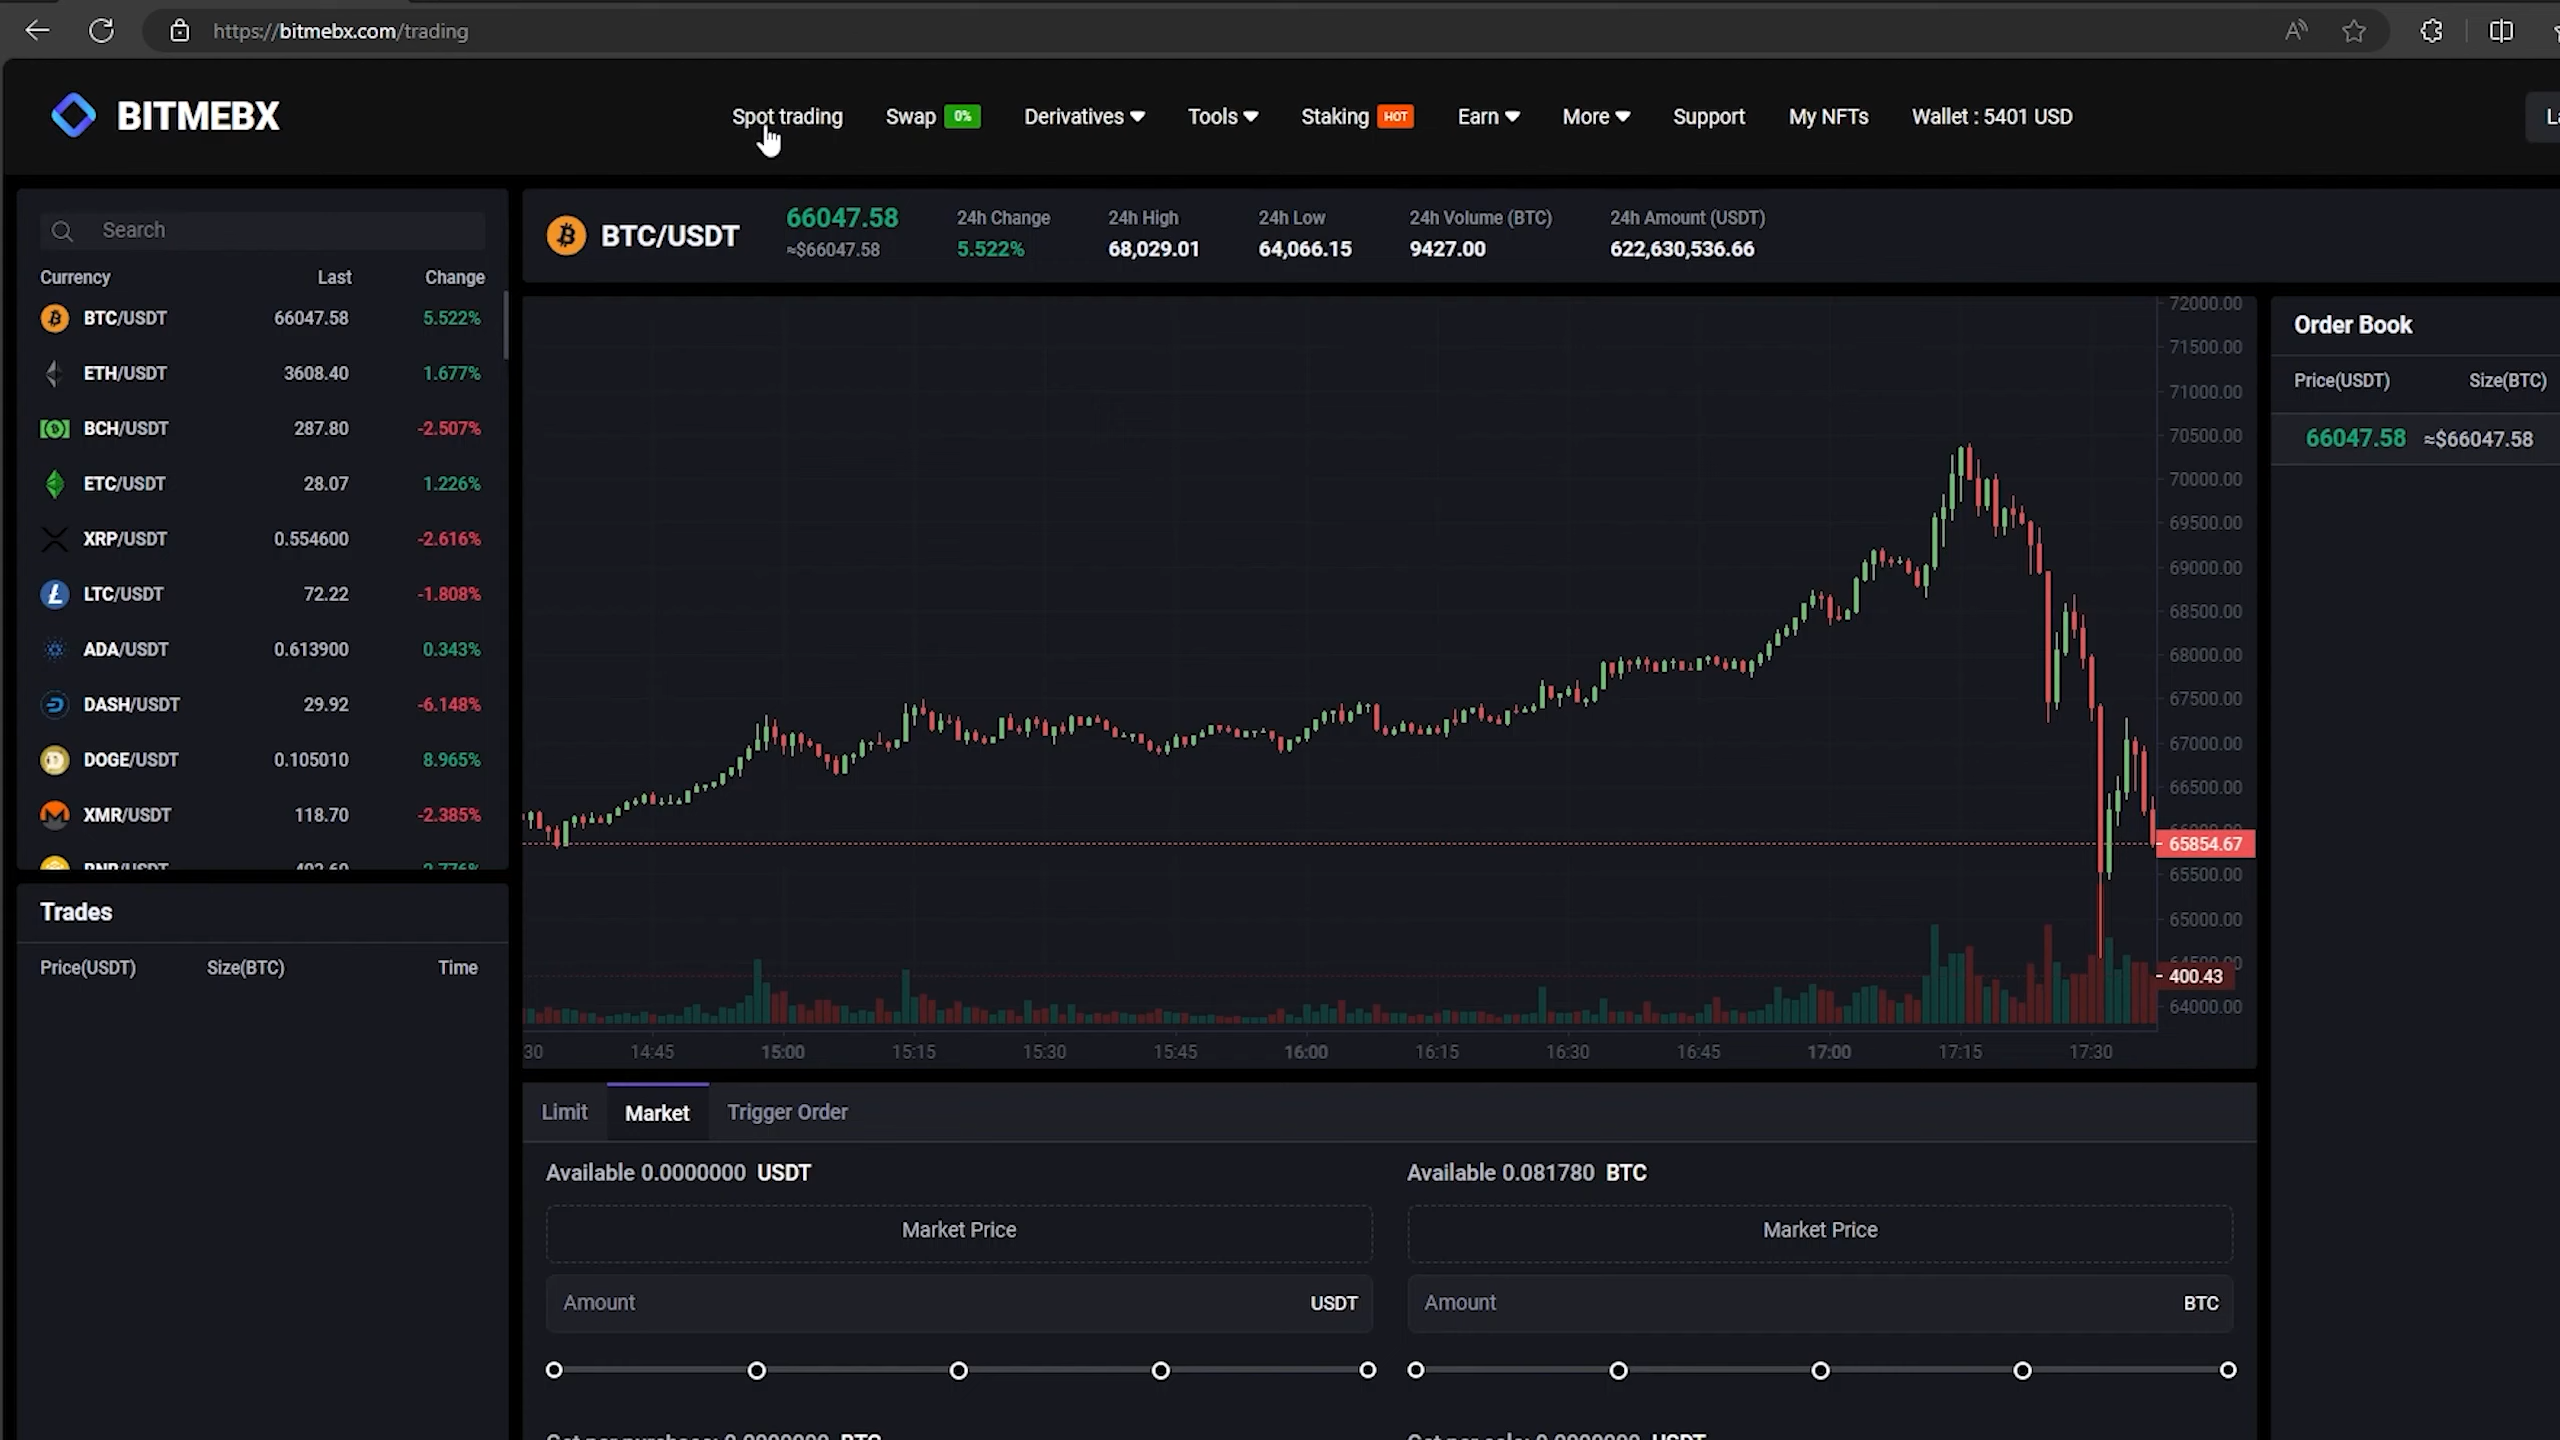 https://bitmebx.com/trading
BITMEBX
Spot trading Swap 0% Derivatives Tools Staking HOT Earn More Support My NFTs Wallet : 5401 USD
Search
Currency Last Change
BTC/USDT 66047.58 5.522%
ETH/USDT 3608.40 1.677%
BCH/USDT 287.80 -2.507%
ETC/USDT 28.07 1.226%
XRP/USDT 0.554600 -2.616%
LTC/USDT 72.22 -1.808%
ADA/USDT 0.613900 0.343%
DASH/USDT 29.92 -6.148%
DOGE/USDT 0.105010 8.965%
XMR/USDT 118.70 -2.385%
Trades
Price(USDT) Size(BTC) Time
BTC/USDT
66047.58
≈$66047.58
24h Change
5.522%
24h High
68,029.01
24h Low
64,066.15
24h Volume (BTC)
9427.00
24h Amount (USDT)
622,630,536.66
72000.00
71500.00
71000.00
70500.00
70000.00
69500.00
69000.00
68500.00
68000.00
67500.00
67000.00
66500.00
65854.67
65500.00
65000.00
400.43
64000.00
30 14:45 15:00 15:15 15:30 15:45 16:00 16:15 16:30 16:45 17:00 17:15 17:30
Order Book
Price(USDT) Size(BTC)
66047.58 ≈$66047.58
Limit Market Trigger Order
Available 0.0000000 USDT
Market Price
Amount USDT
Available 0.081780 BTC
Market Price
Amount BTC